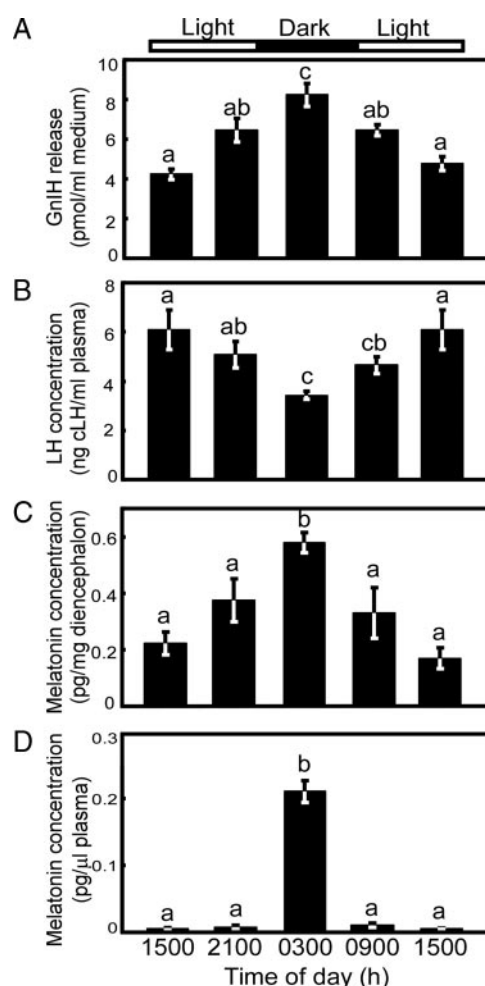 A
Light Dark Light
GnIH release
(pmol/ml medium)
10
8
6
4
2
0
a
ab
c
ab
a
B
LH concentration
(ng cLH/ml plasma)
8
6
4
2
0
a
ab
c
cb
a
C
Melatonin concentration
(pg/mg diencephalon)
0.6
0.4
0.2
0
a
a
b
a
a
D
Melatonin concentration
(pg/μl plasma)
0.3
0.2
0.1
0
a
a
b
a
a
1500 2100 0300 0900 1500
Time of day (h)